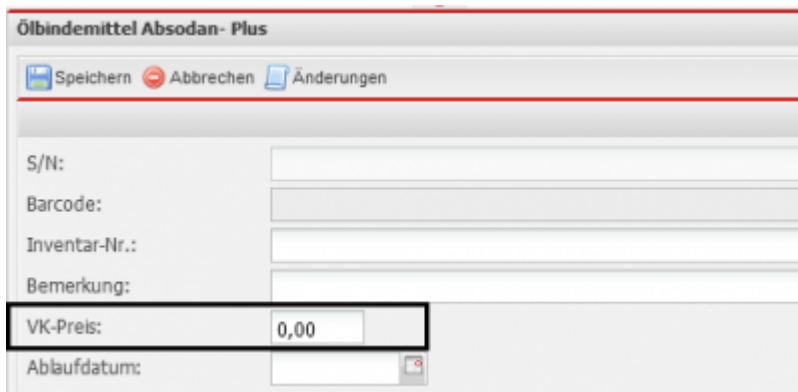 Ölbindemittel Absodan- Plus
Speichern Abbrechen Änderungen
S/N:
Barcode:
Inventar-Nr.:
Bemerkung:
VK-Preis: 0,00
Ablaufdatum: